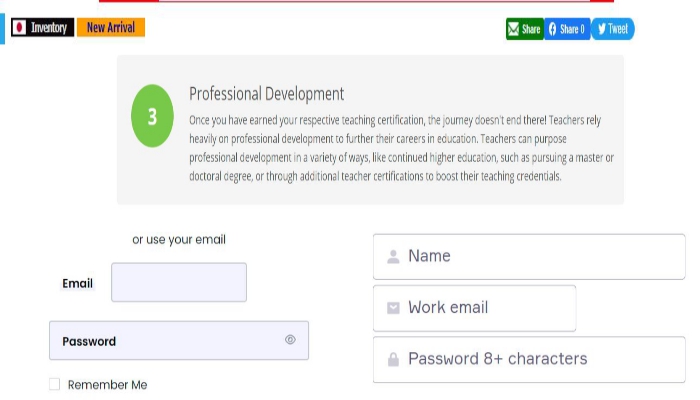 Inventory New Arrival Share Share 0 Tweet
3
Professional Development
Once you have earned your respective teaching certification, the journey doesn't end there! Teachers rely
heavily on professional development to further their careers in education. Teachers can purpose
professional development in a variety of ways, like continued higher education, such as pursuing a master or
doctoral degree, or through additional teacher certifications to boost their teaching credentials.
or use your email
Email
Password
Remember Me
Name
Work email
Password 8+ characters